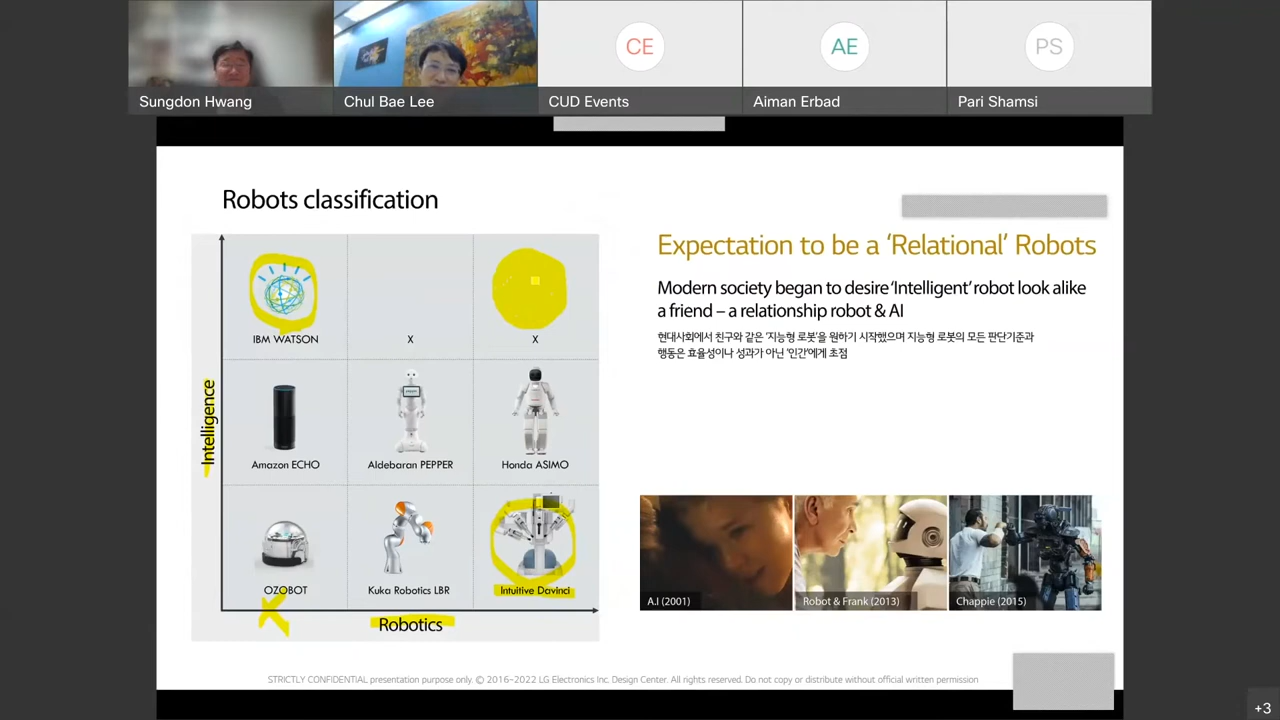 CE
AE
PS
Sungdon Hwang
Chul Bae Lee
CUD Events
Aiman Erbad
Pari Shamsi
Robots classification
Intelligence
IBM WATSON
X
X
Amazon ECHO
Aldebaran PEPPER
Honda ASIMO
OZOBOT
Kuka Robotics LBR
Intuitive Davinci
Robotics
Expectation to be a ‘Relational’ Robots
Modern society began to desire ‘Intelligent’ robot look alike
a friend – a relationship robot & AI
현대사회에서 친구와 같은 ‘지능형 로봇’을 원하기 시작했으며 지능형 로봇의 모든 판단기준과
행동은 효율성이나 성과가 아닌 ‘인간’에게 초점
A.I (2001)
Robot & Frank (2013)
Chappie (2015)
STRICTLY CONFIDENTIAL presentation purpose only. © 2016-2022 LG Electronics Inc. Design Center. All rights reserved. Do not copy or distribute without official written permission
+3